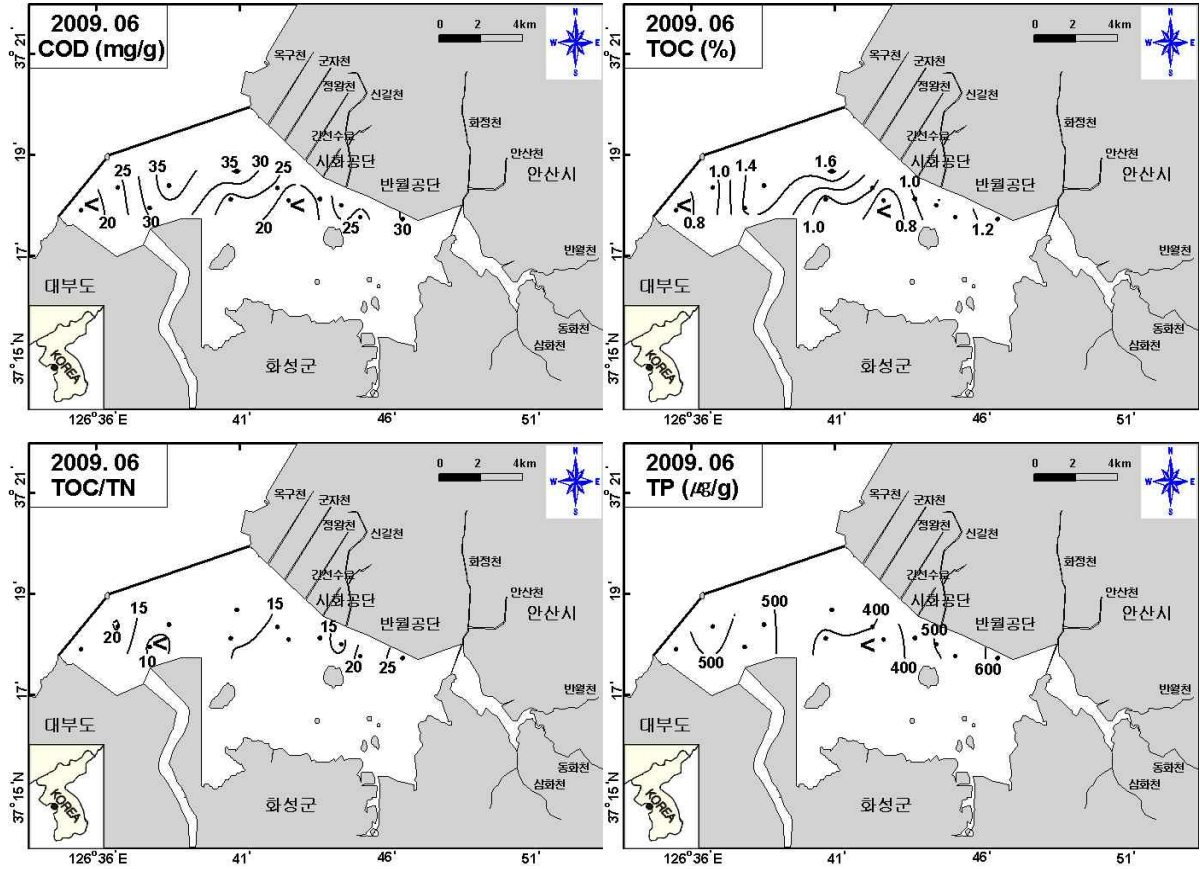 2009. 06
COD (mg/g)
0 2 4km
N
W E
S
37° 21'
19'
17'
37° 15'N
126° 36'E
41'
46'
51'
옥구천
군자천
정왕천
신길천
간선수로
시화공단
반월공단
화정천
안산천
안산시
반월천
동화천
삼화천
대부도
화성군
KOREA
25 35 35 30 25
<
20 30 20 25 30
<
2009. 06
TOC (%)
0 2 4km
N
W E
S
37° 21'
19'
17'
37° 15'N
126° 36'E
41'
46'
51'
옥구천
군자천
정왕천
신길천
간선수로
시화공단
반월공단
화정천
안산천
안산시
반월천
동화천
삼화천
대부도
화성군
KOREA
1.0 1.4 1.6 1.0
<
0.8 1.0 0.8 1.2
<
2009. 06
TOC/TN
0 2 4km
N
W E
S
37° 21'
19'
17'
37° 15'N
126° 36'E
41'
46'
51'
옥구천
군자천
정왕천
신길천
간선수로
시화공단
반월공단
화정천
안산천
안산시
반월천
동화천
삼화천
대부도
화성군
KOREA
15 15 15
20
<
10 20 25
2009. 06
TP (㎍/g)
0 2 4km
N
W E
S
37° 21'
19'
17'
37° 15'N
126° 36'E
41'
46'
51'
옥구천
군자천
정왕천
신길천
간선수로
시화공단
반월공단
화정천
안산천
안산시
반월천
동화천
삼화천
대부도
화성군
KOREA
500 400 500
<
500 400 600